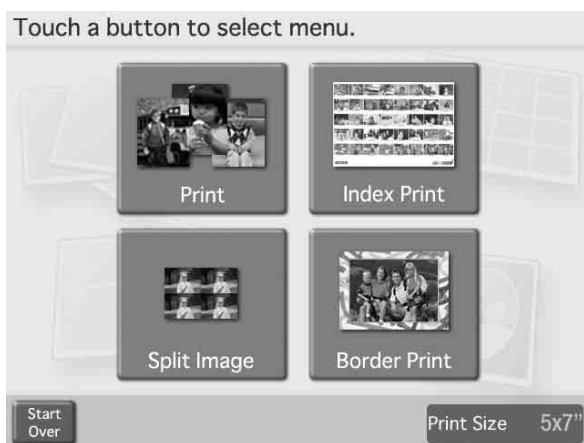 Touch a button to select menu.
Print
Index Print
Split Image
Border Print
Start
Over
Print Size 5x7"